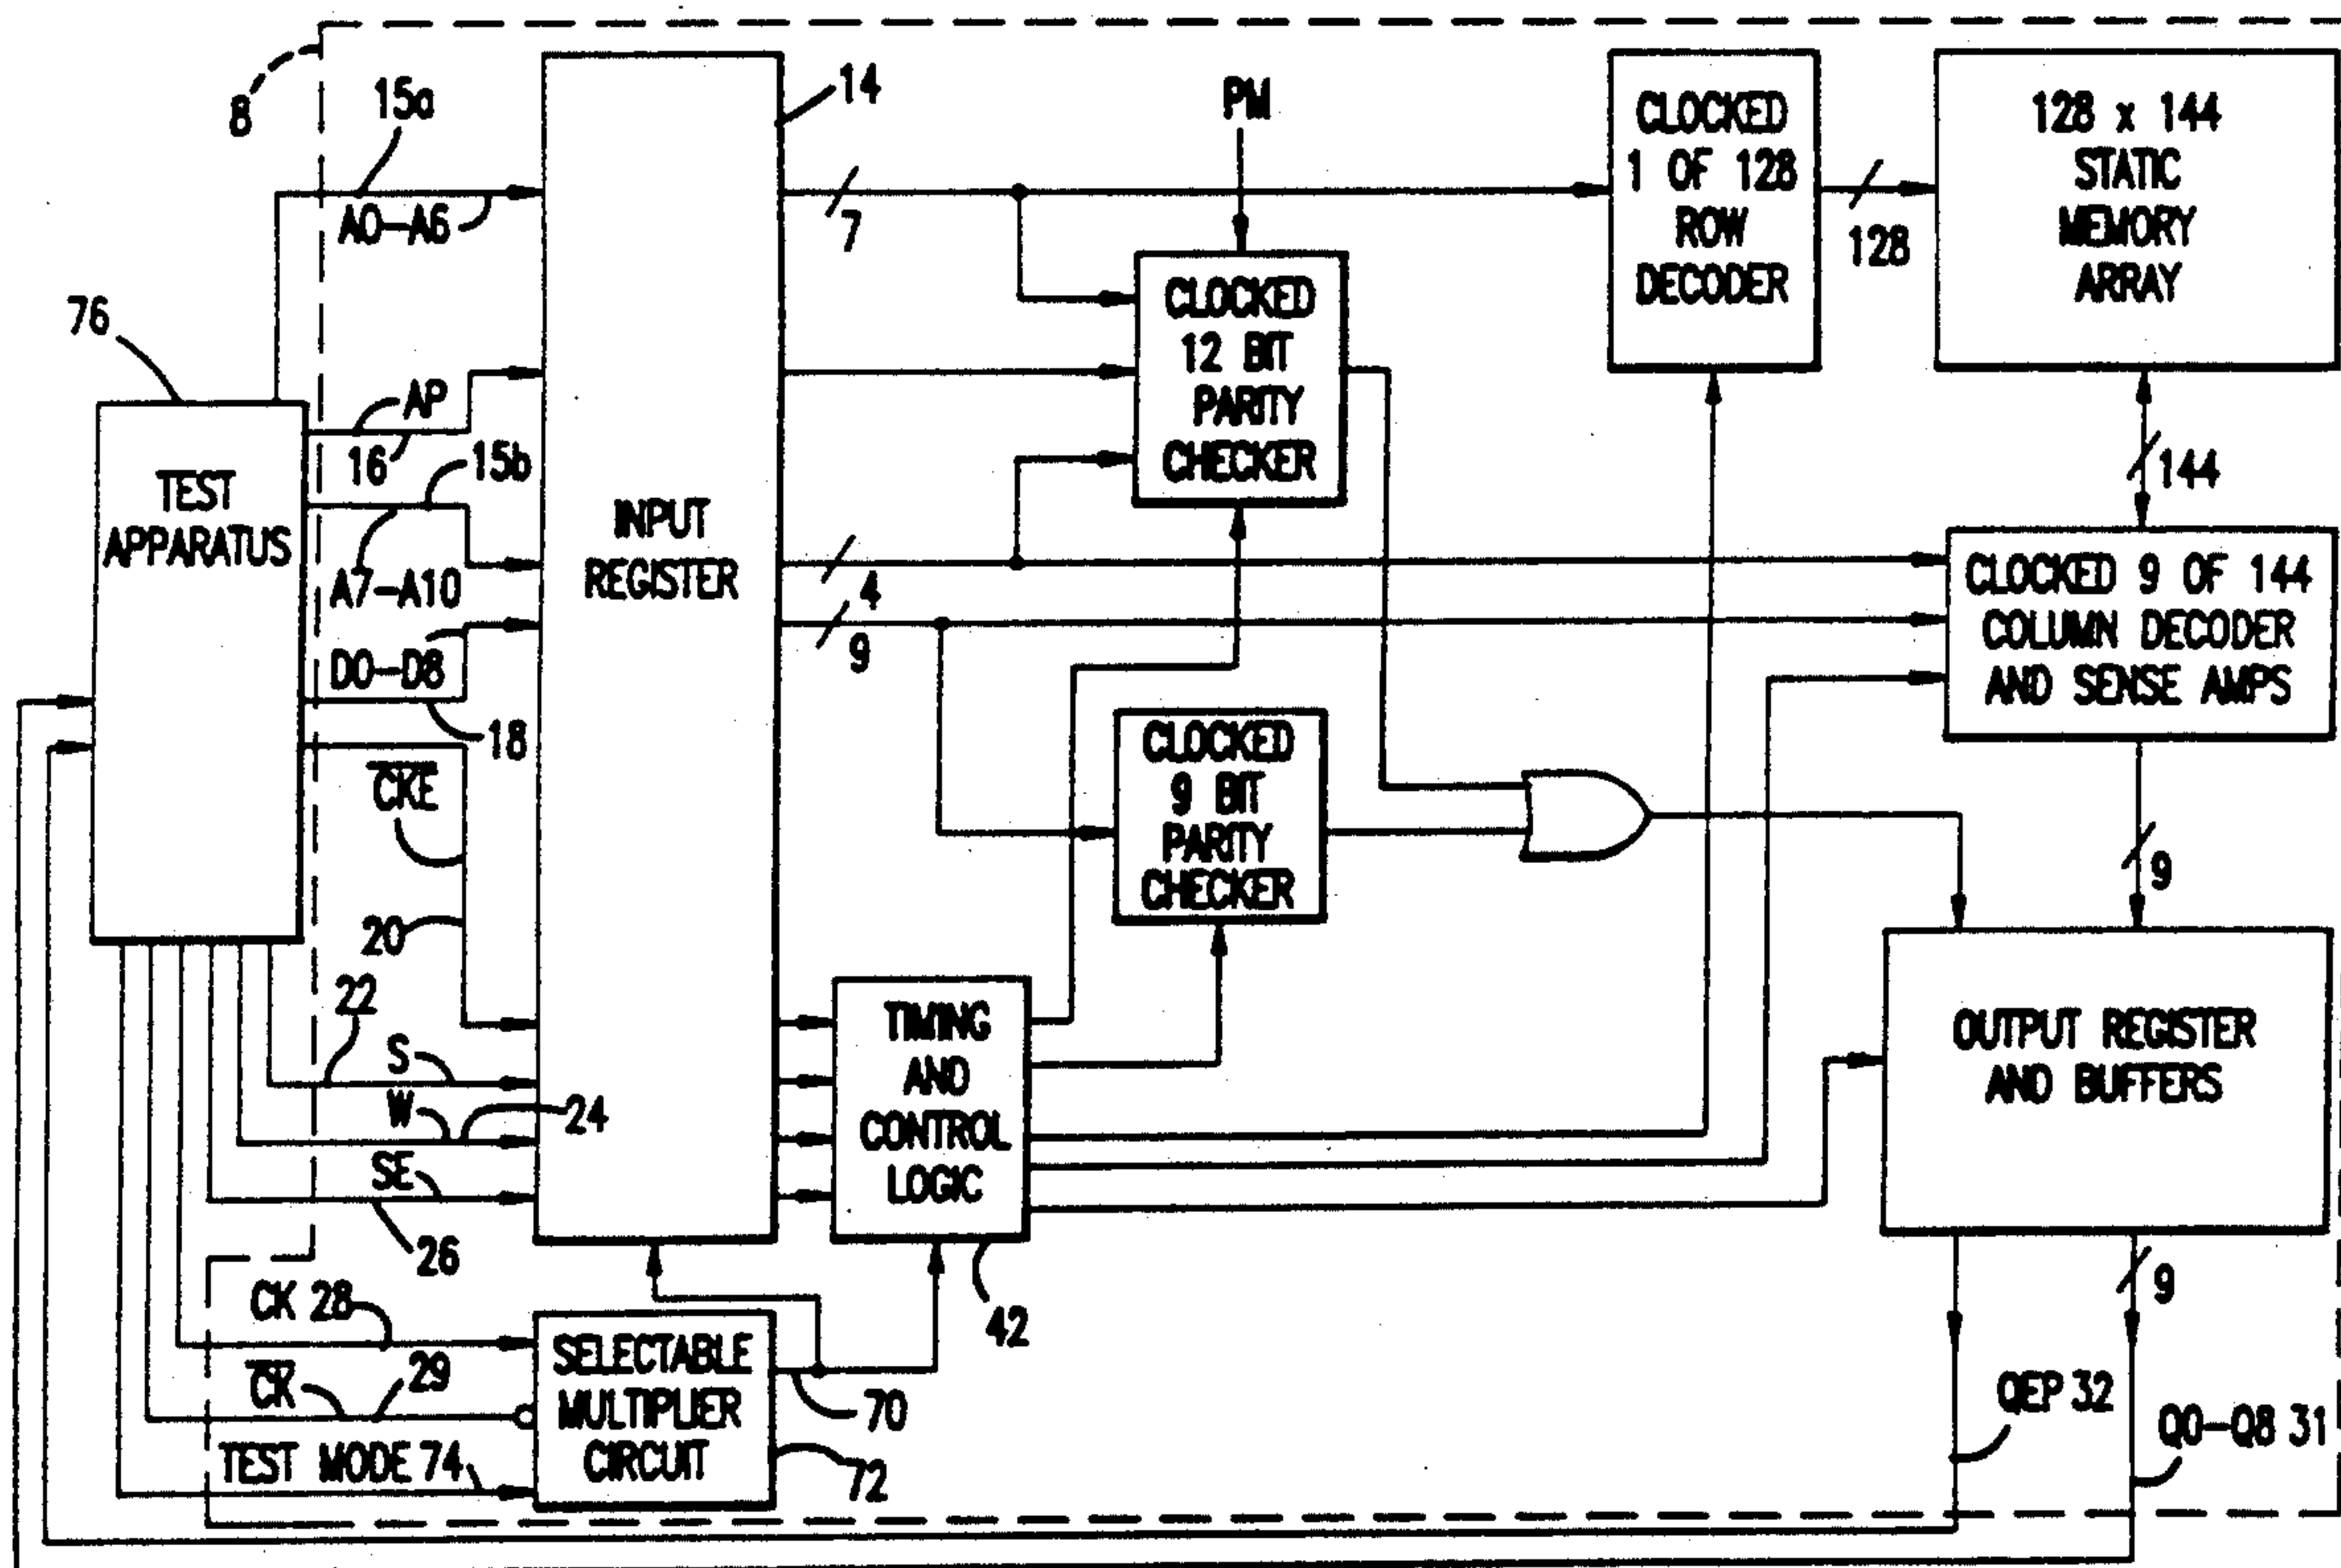 8
15a
A0-A6
14
7
PM
CLOCKED
1 OF 128
ROW
DECODER
128
128 x 144
STATIC
MEMORY
ARRAY
76
TEST
APPARATUS
AP
16
15b
A7-A10
D0-D8
18
CKE
20
22
S
W
24
SE
26
CK 28
CK
29
TEST MODE 74
INPUT
REGISTER
CLOCKED
12 BIT
PARITY
CHECKER
4
9
144
CLOCKED 9 OF 144
COLUMN DECODER
AND SENSE AMPS
CLOCKED
9 BIT
PARITY
CHECKER
9
TIMING
AND
CONTROL
LOGIC
42
OUTPUT REGISTER
AND BUFFERS
SELECTABLE
MULTIPLIER
CIRCUIT
70
72
9
QEP 32
Q0-Q8 31